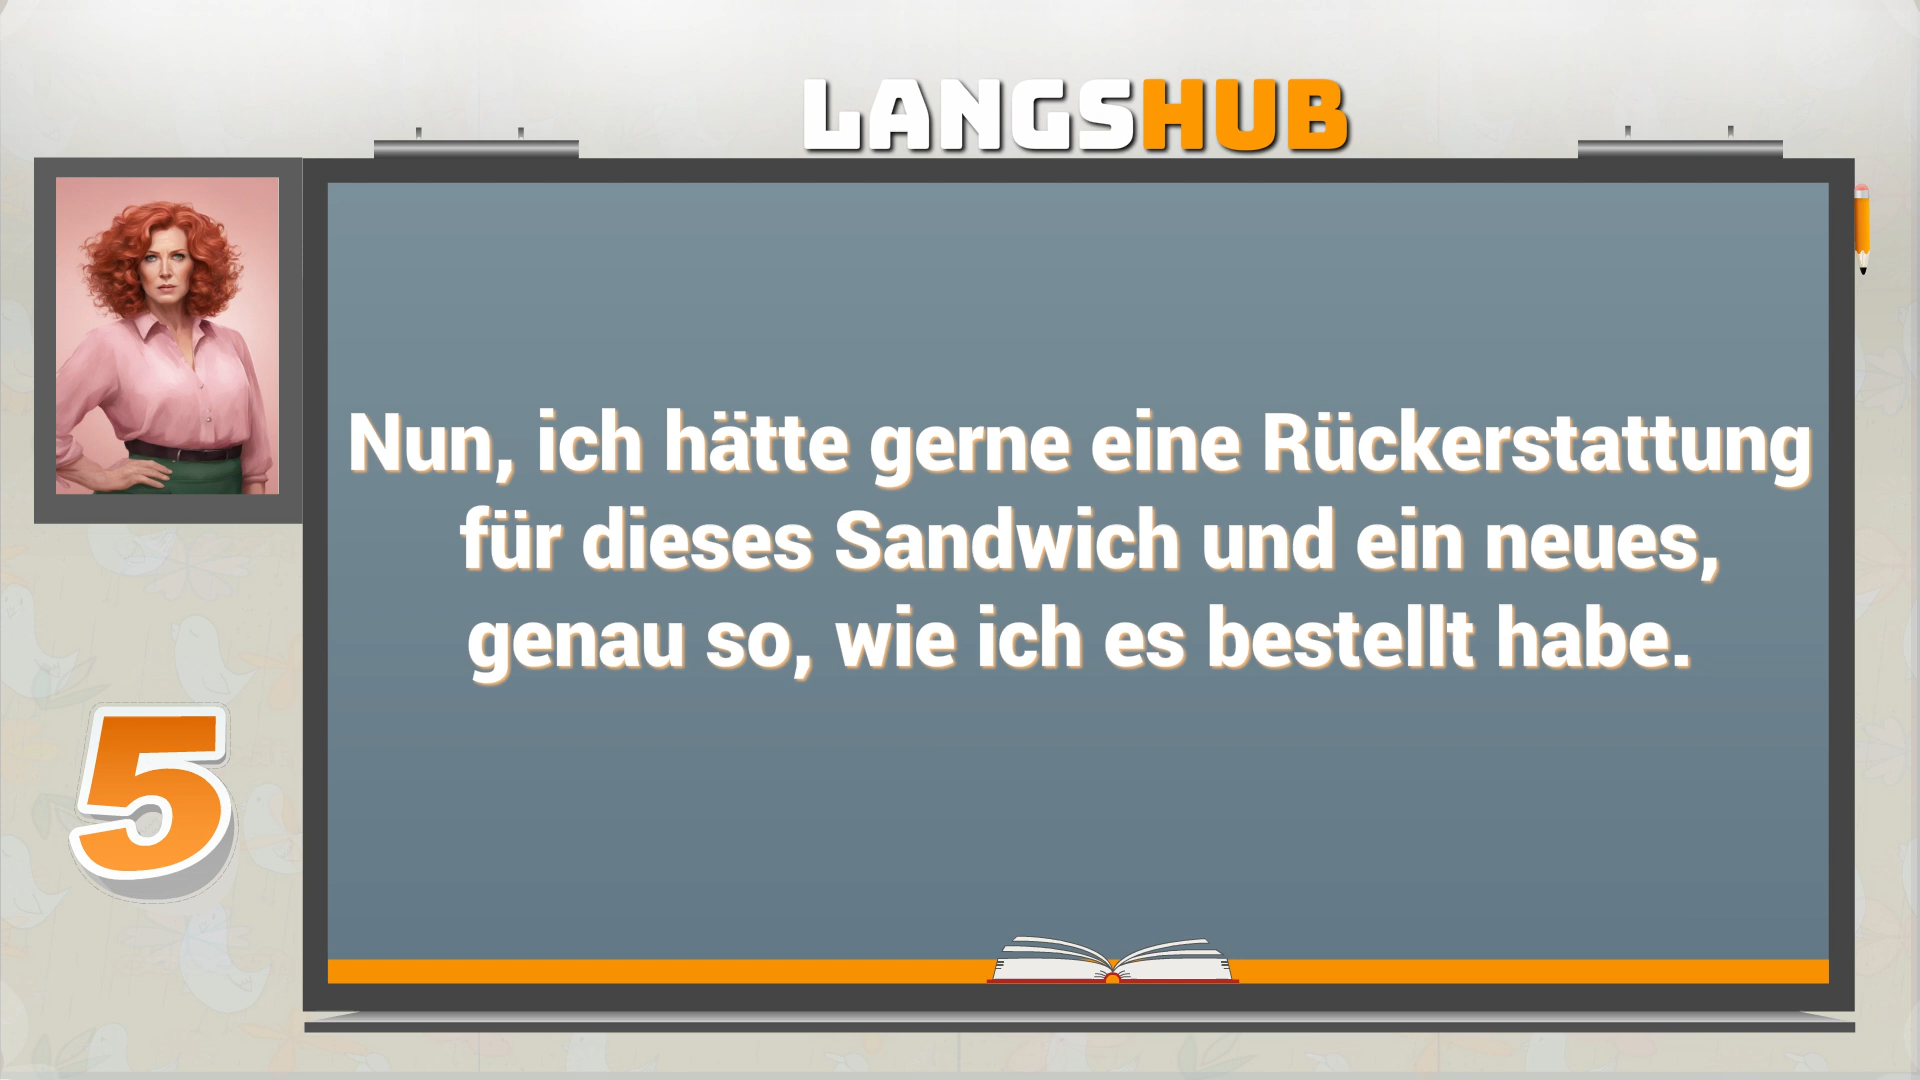 LANGSHUB
Nun, ich hätte gerne eine Rückerstattung
für dieses Sandwich und ein neues,
genau so, wie ich es bestellt habe.
5